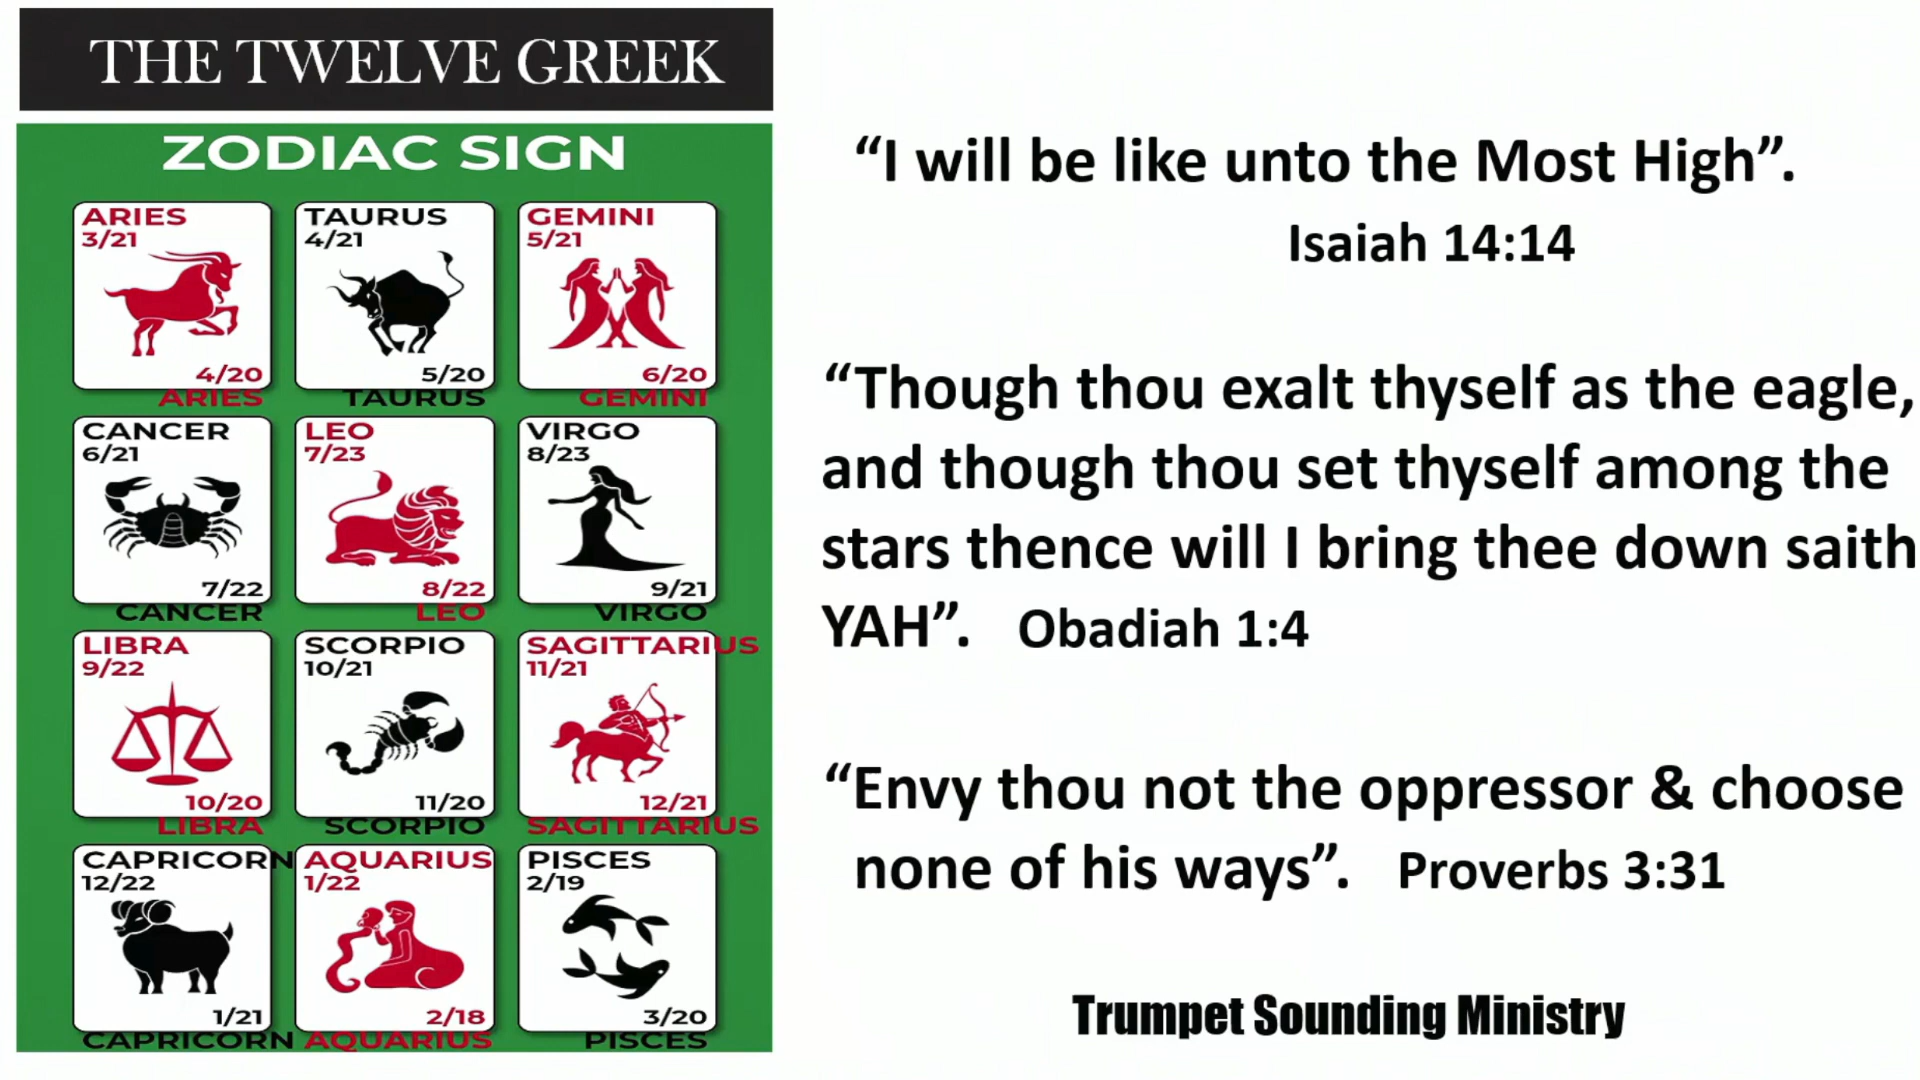 THE TWELVE GREEK
ZODIAC SIGN
ARIES
3/21
4/20
ARIES
TAURUS
4/21
5/20
TAURUS
GEMINI
5/21
6/20
GEMINI
CANCER
6/21
7/22
CANCER
LEO
7/23
8/22
LEO
VIRGO
8/23
9/21
VIRGO
LIBRA
9/22
10/20
LIBRA
SCORPIO
10/21
11/20
SCORPIO
SAGITTARIUS
11/21
12/21
SAGITTARIUS
CAPRICORN
12/22
1/21
CAPRICORN
AQUARIUS
1/22
2/18
AQUARIUS
PISCES
2/19
3/20
PISCES
“I will be like unto the Most High”.
Isaiah 14:14
“Though thou exalt thyself as the eagle,
and though thou set thyself among the
stars thence will I bring thee down saith
YAH”. Obadiah 1:4
“Envy thou not the oppressor & choose
none of his ways”. Proverbs 3:31
Trumpet Sounding Ministry